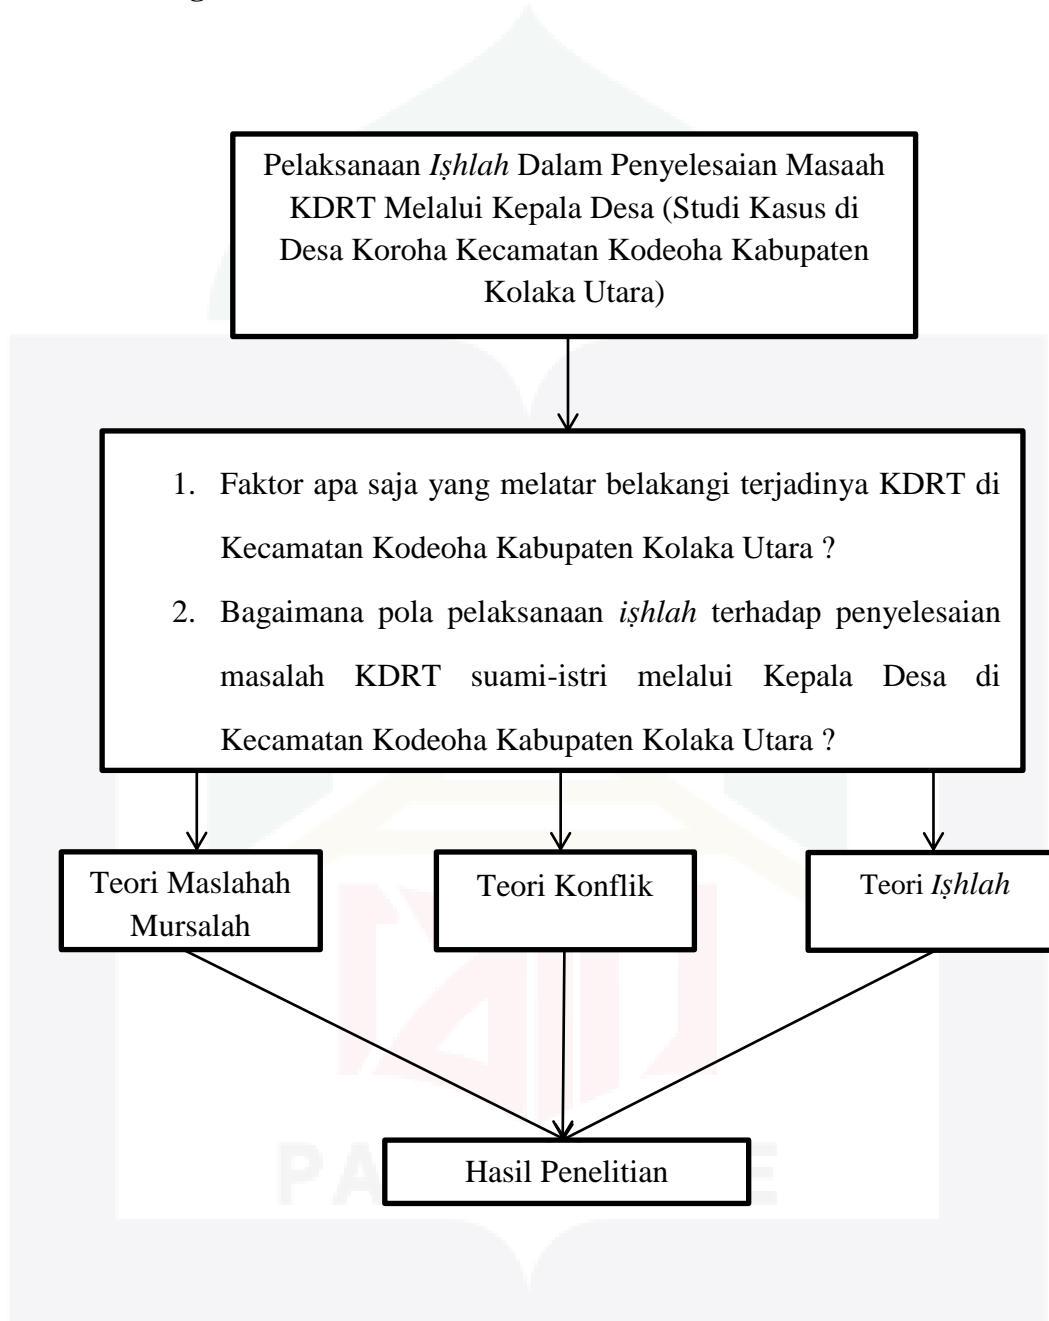 Pelaksanaan Iṣhlah Dalam Penyelesaian Masaah
KDRT Melalui Kepala Desa (Studi Kasus di
Desa Koroha Kecamatan Kodeoha Kabupaten
Kolaka Utara)
1. Faktor apa saja yang melatar belakangi terjadinya KDRT di
Kecamatan Kodeoha Kabupaten Kolaka Utara ?
2. Bagaimana pola pelaksanaan iṣhlah terhadap penyelesaian
masalah KDRT suami-istri melalui Kepala Desa di
Kecamatan Kodeoha Kabupaten Kolaka Utara ?
Teori Maslahah
Mursalah
Teori Konflik
Teori Iṣhlah
Hasil Penelitian